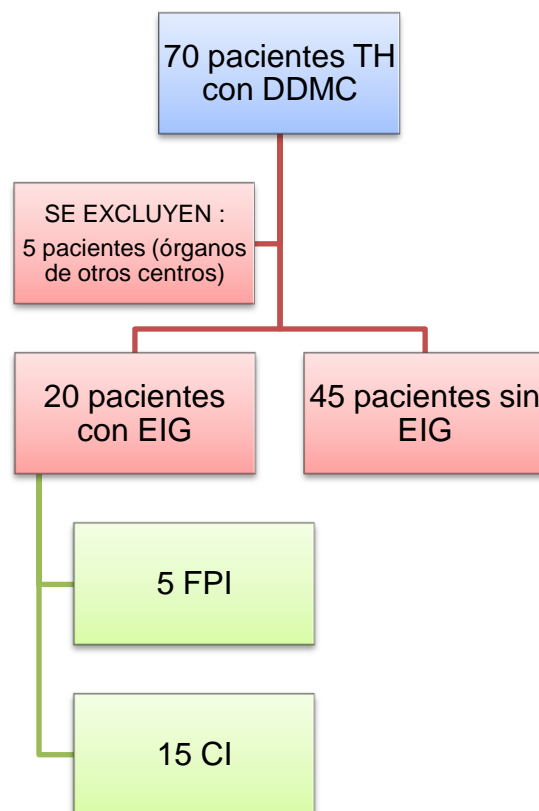 70 pacientes TH
con DDMC
SE EXCLUYEN :
5 pacientes (órganos
de otros centros)
20 pacientes
con EIG
45 pacientes sin
EIG
5 FPI
15 CI